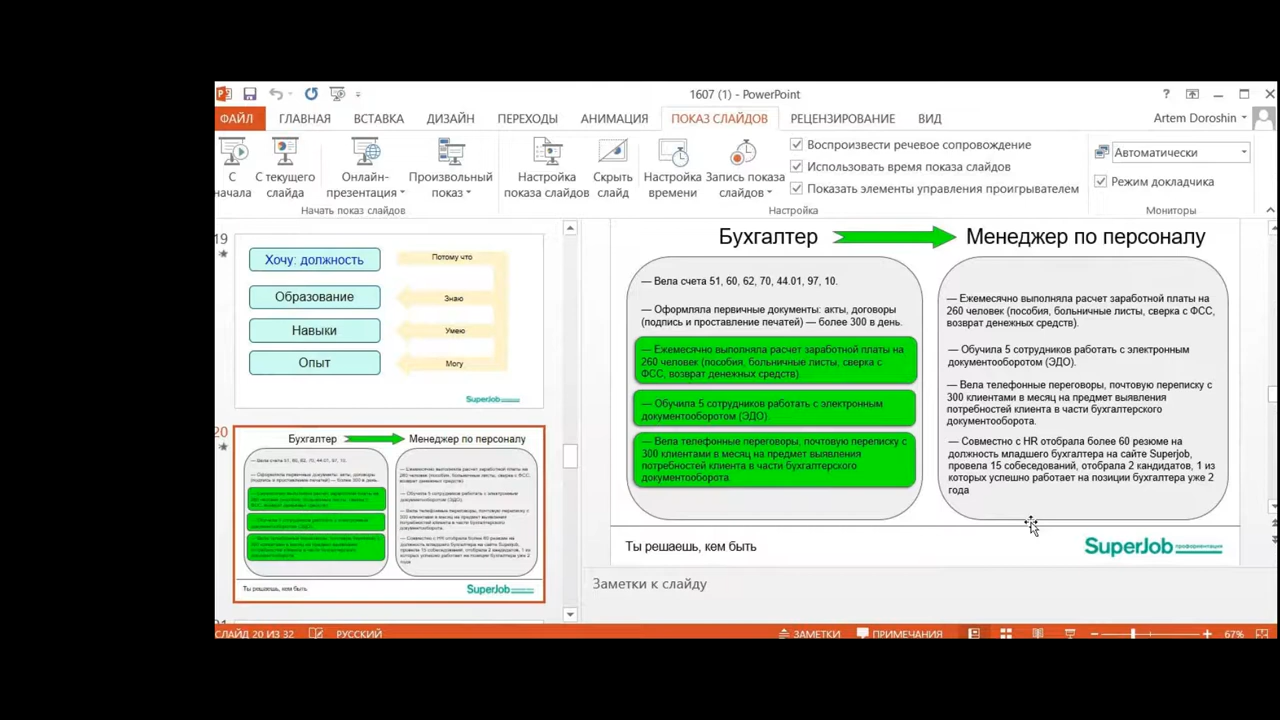 1607 (1) - PowerPoint
ФАЙЛ ГЛАВНАЯ ВСТАВКА ДИЗАЙН ПЕРЕХОДЫ АНИМАЦИЯ ПОКАЗ СЛАЙДОВ РЕЦЕНЗИРОВАНИЕ ВИД Artem Doroshin
С начала
С текущего слайда
Онлайн-презентация
Произвольный показ
Начать показ слайдов
Настройка показа слайдов
Скрыть слайд
Настройка времени
Запись показа слайдов
Воспроизвести речевое сопровождение
Использовать время показа слайдов
Показать элементы управления проигрывателем
Настройка
Автоматически
Режим докладчика
Мониторы
19
Хочу: должность
Образование
Навыки
Опыт
Потому что
Знаю
Умею
Могу
SuperJob
20
Бухгалтер Менеджер по персоналу
— Вела счета 51, 60, 62, 70, 44.01, 97, 10.
— Оформляла первичные документы: акты, договоры
(подпись и проставление печатей) — более 300 в день.
— Ежемесячно выполняла расчет заработной платы на
260 человек (пособия, больничные листы, сверка с
ФСС, возврат денежных средств).
— Обучила 5 сотрудников работать с электронным
документооборотом (ЭДО).
— Вела телефонные переговоры, почтовую переписку с
300 клиентами в месяц на предмет выявления
потребностей клиента в части бухгалтерского
документооборота.
— Ежемесячно выполняла расчет заработной платы на
260 человек (пособия, больничные листы, сверка с ФСС,
возврат денежных средств).
— Обучила 5 сотрудников работать с электронным
документооборотом (ЭДО).
— Вела телефонные переговоры, почтовую переписку с
300 клиентами в месяц на предмет выявления
потребностей клиента в части бухгалтерского
документооборота.
— Совместно с HR отобрала более 60 резюме на
должность младшего бухгалтера на сайте Superjob,
провела 15 собеседований, отобрала 2 кандидатов, 1 из
которых успешно работает на позиции бухгалтера уже 2
года
Ты решаешь, кем быть
SuperJob профориентация
Бухгалтер Менеджер по персоналу
Ты решаешь, кем быть
SuperJob
Заметки к слайду
СЛАЙД 20 ИЗ 32 РУССКИЙ ЗАМЕТКИ ПРИМЕЧАНИЯ 67%